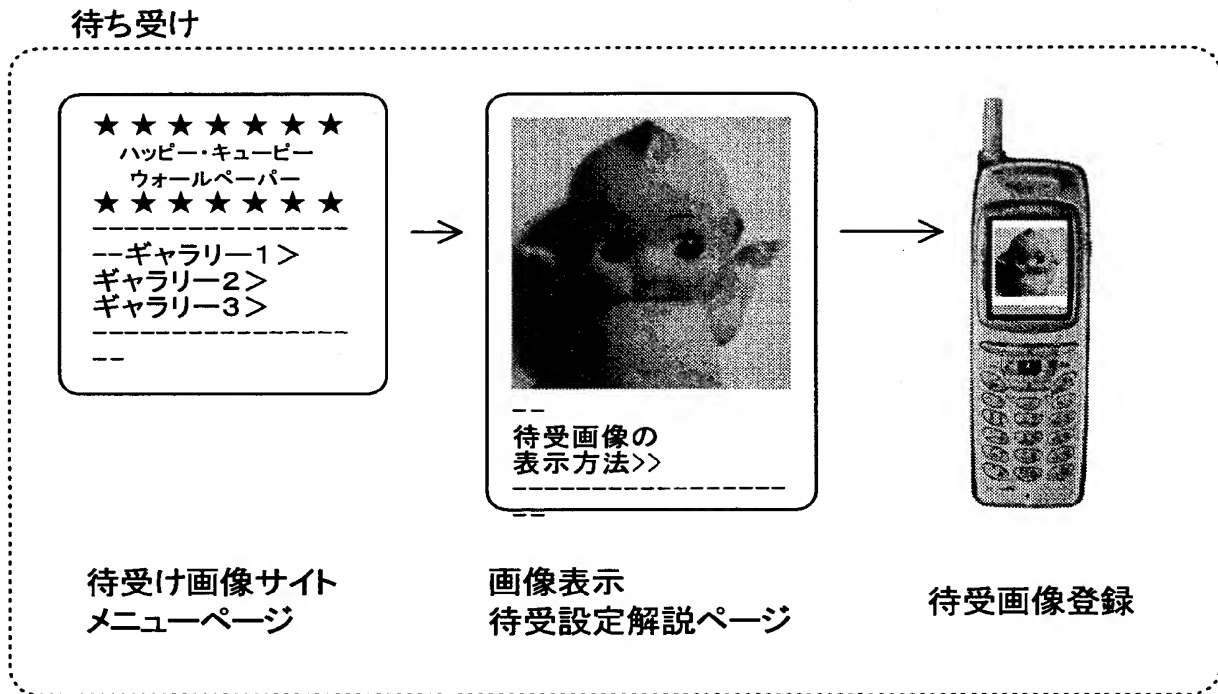 待ち受け
★★★★★★★
ハッピー・キューピー
ウォールペーパー
★★★★★★★
----------------
--ギャラリー1>
ギャラリー2>
ギャラリー3>
----------------
--
--
待受画像の
表示方法>>
-----------------
--
待受け画像サイト
メニューページ
画像表示
待受設定解説ページ
待受画像登録